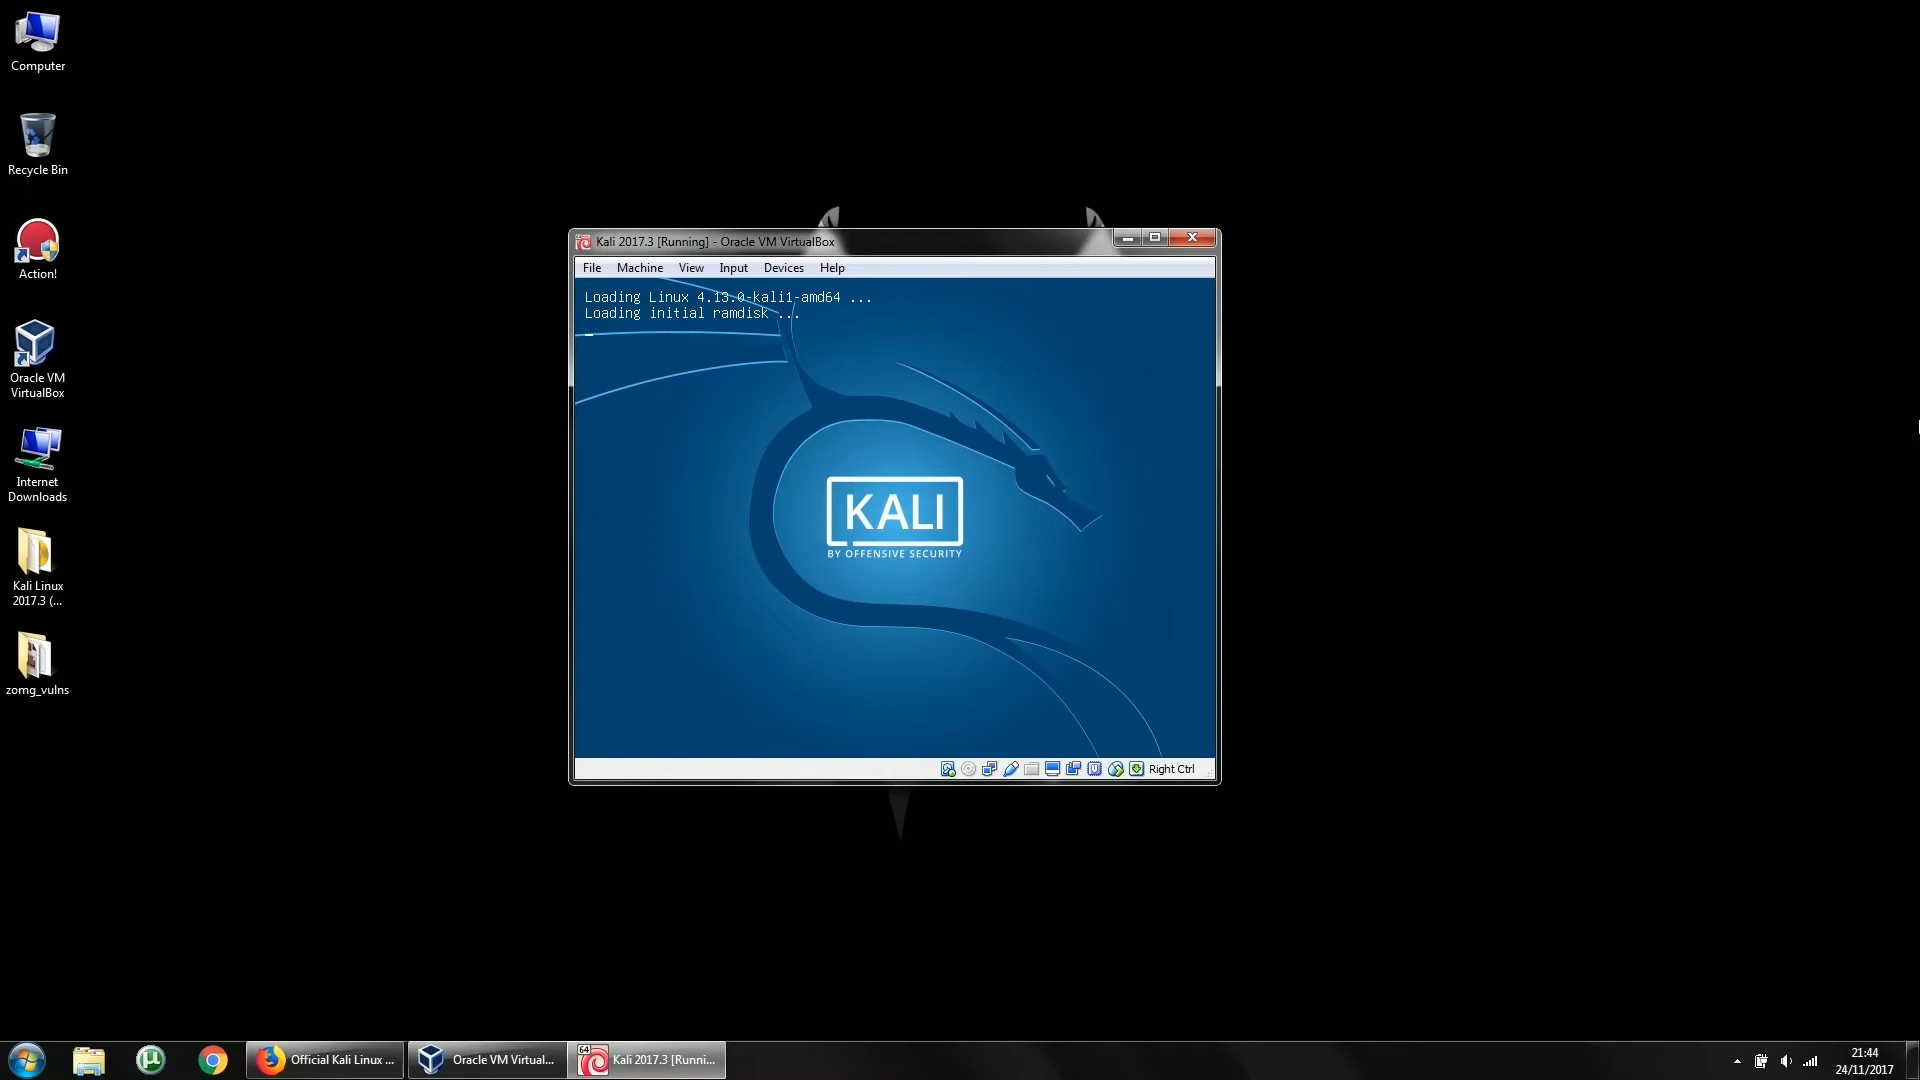 Computer
Recycle Bin
Action!
Oracle VM
VirtualBox
Internet
Downloads
Kali Linux
2017.3 (...
zomg_vulns
Kali 2017.3 [Running] - Oracle VM VirtualBox
File Machine View Input Devices Help
Loading Linux 4.13.0-kali1-amd64 ...
Loading initial ramdisk ...
KALI
BY OFFENSIVE SECURITY
Right Ctrl
Official Kali Linux ...
Oracle VM Virtual...
64
Kali 2017.3 [Runni...
21:44
24/11/2017